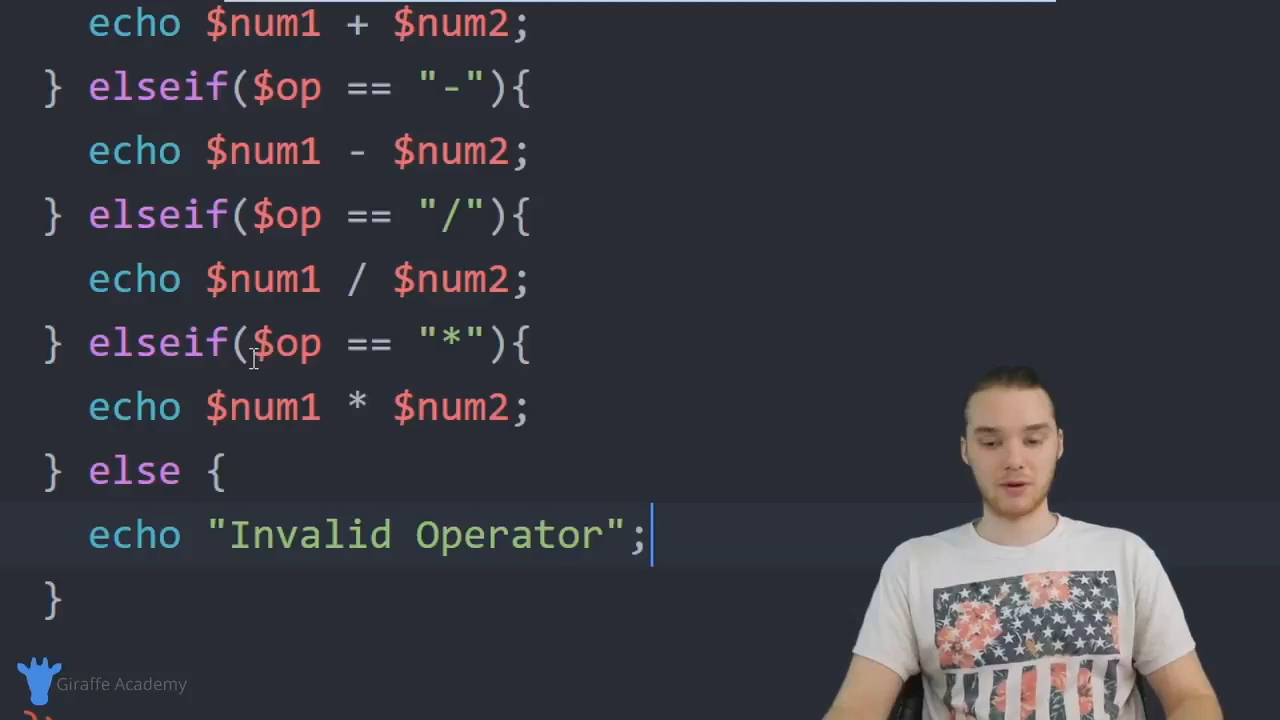 echo $num1 + $num2;
} elseif($op == "-"){
echo $num1 - $num2;
} elseif($op == "/"){
echo $num1 / $num2;
} elseif($op == "*"){
echo $num1 * $num2;
} else {
echo "Invalid Operator";
}
Giraffe Academy